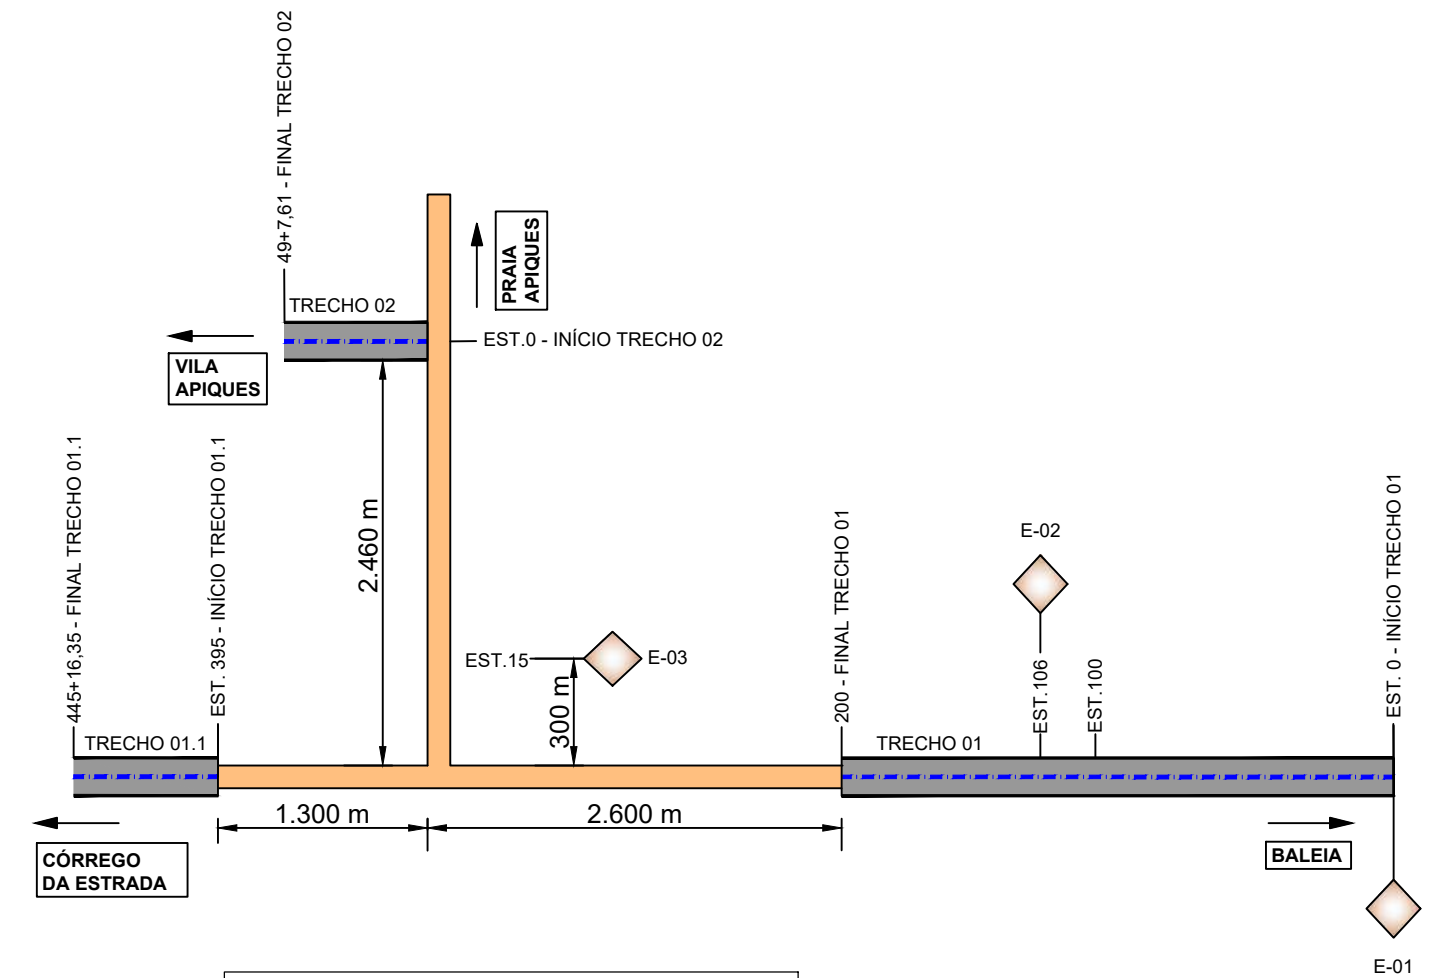 49+7,61 - FINAL TRECHO 02
PRAIA
APIQUES
TRECHO 02
EST.0 - INÍCIO TRECHO 02
VILA
APIQUES
445+16,35 - FINAL TRECHO 01.1
EST. 395 - INÍCIO TRECHO 01.1
2.460 m
EST.15
E-03
300 m
200 - FINAL TRECHO 01
E-02
EST.106
EST.100
EST. 0 - INÍCIO TRECHO 01
TRECHO 01.1
TRECHO 01
1.300 m
2.600 m
CÓRREGO
DA ESTRADA
BALEIA
E-01